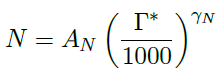 N = A_N (Γ* / 1000)^{γ_N}